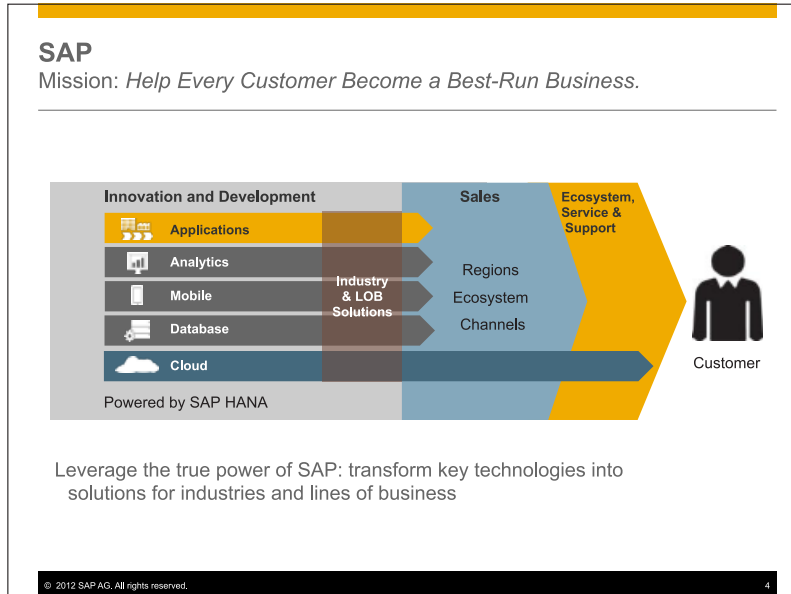 SAP
Mission: Help Every Customer Become a Best-Run Business.
Innovation and Development
Applications
Analytics
Mobile
Database
Cloud
Industry
& LOB
Solutions
Powered by SAP HANA
Sales
Regions
Ecosystem
Channels
Ecosystem,
Service &
Support
Customer
Leverage the true power of SAP: transform key technologies into
solutions for industries and lines of business
© 2012 SAP AG. All rights reserved.
4